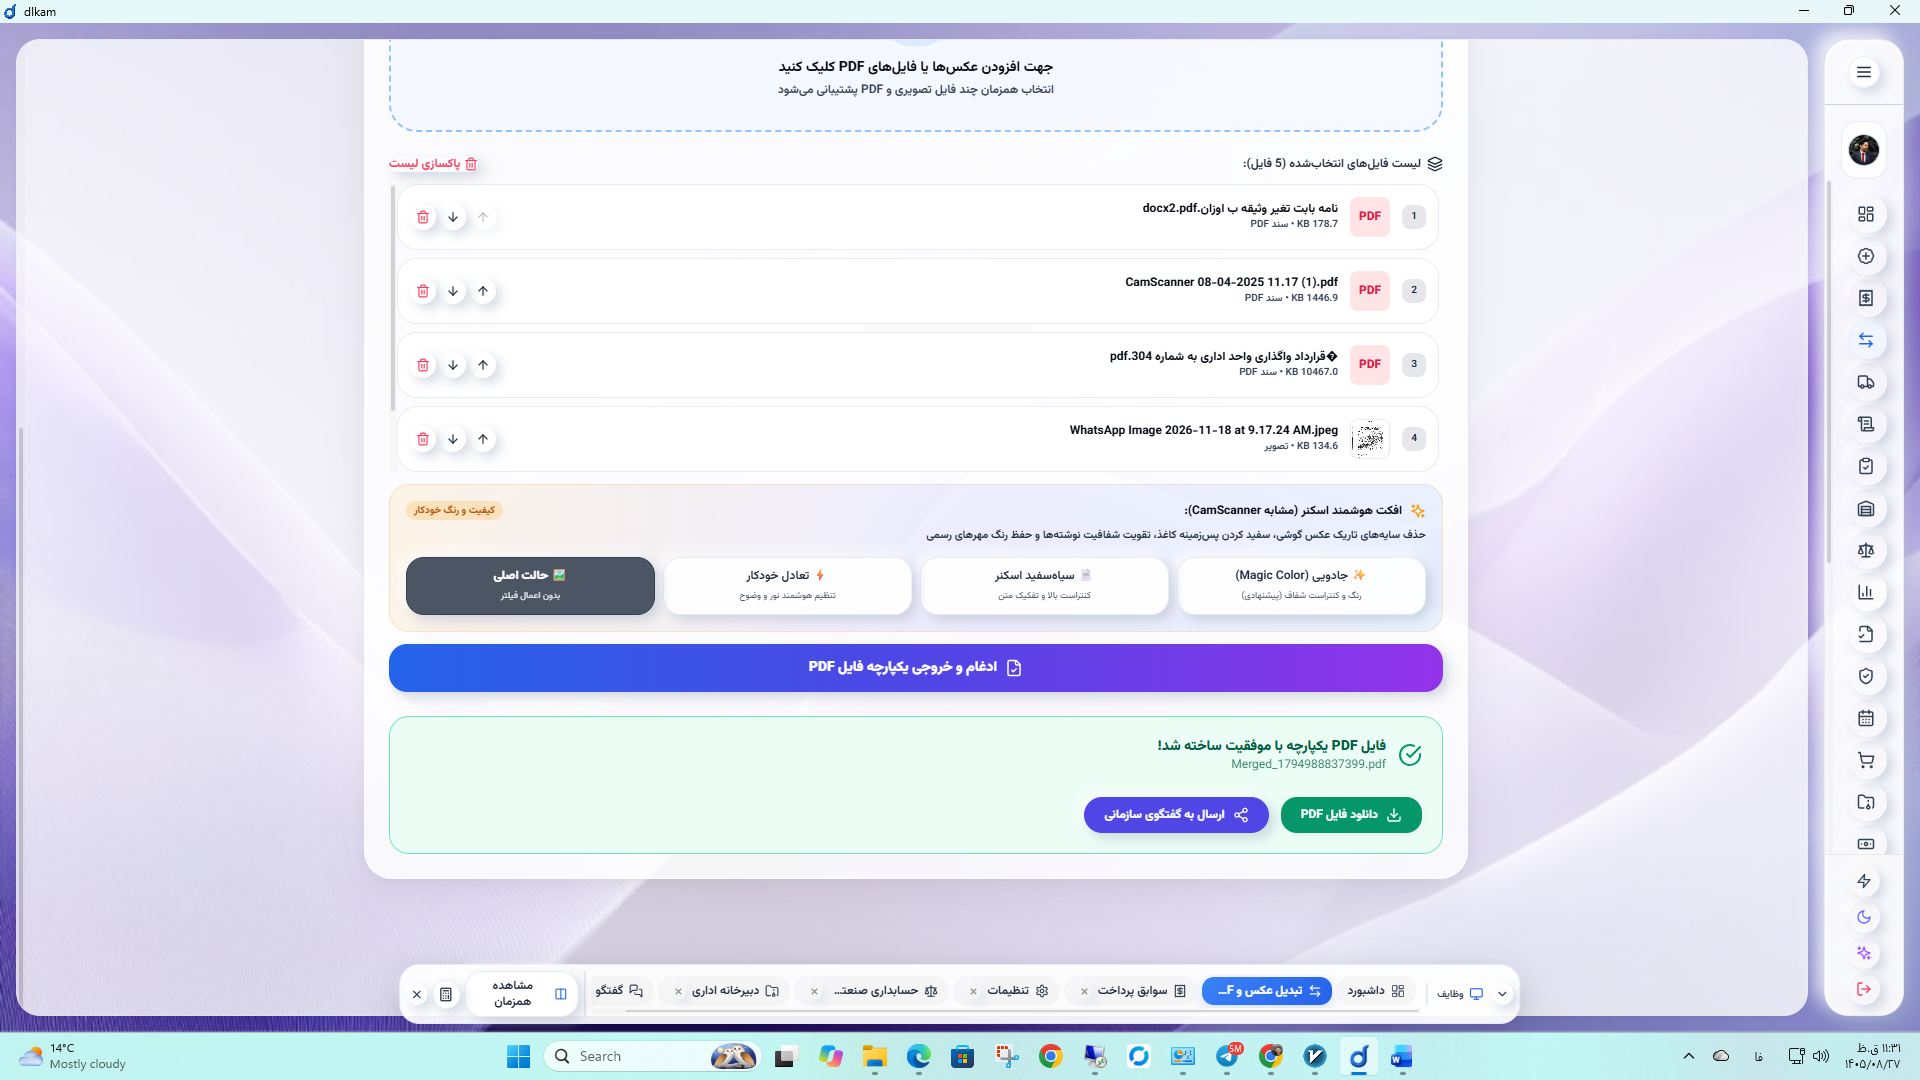 dlkam
جهت افزودن عکس‌ها یا فایل‌های PDF کلیک کنید
انتخاب همزمان چند فایل تصویری و PDF پشتیبانی می‌شود
لیست فایل‌های انتخاب‌شده (5 فایل):
پاکسازی لیست
1
PDF
نامه بابت تغیر وثیقه ب اوزان.docx2.pdf
178.7 KB • سند PDF
2
PDF
CamScanner 08-04-2025 11.17 (1).pdf
1446.9 KB • سند PDF
3
PDF
�قرارداد واگذاری واحد اداری به شماره 304.pdf
10467.0 KB • سند PDF
4
WhatsApp Image 2026-11-18 at 9.17.24 AM.jpeg
134.6 KB • تصویر
افکت هوشمند اسکنر (مشابه CamScanner):
کیفیت و رنگ خودکار
حذف سایه‌های تاریک عکس گوشی، سفید کردن پس‌زمینه کاغذ، تقویت شفافیت نوشته‌ها و حفظ رنگ مهرهای رسمی
✨ جادویی (Magic Color)
رنگ و کنتراست شفاف (پیشنهادی)
📄 سیاه‌سفید اسکنر
کنتراست بالا و تفکیک متن
⚡ تعادل خودکار
تنظیم هوشمند نور و وضوح
🖼️ حالت اصلی
بدون اعمال فیلتر
ادغام و خروجی یکپارچه فایل PDF
فایل PDF یکپارچه با موفقیت ساخته شد!
Merged_1794988837399.pdf
دانلود فایل PDF
ارسال به گفتگوی سازمانی
وظایف
داشبورد
تبدیل عکس و F...
سوابق پرداخت
تنظیمات
حسابداری صنعت...
دبیرخانه اداری
گفتگو
مشاهده
همزمان
14°C
Mostly cloudy
Search
5M
فا
۱۱:۳۱ ق.ظ
۱۴۰۵/۰۸/۲۷